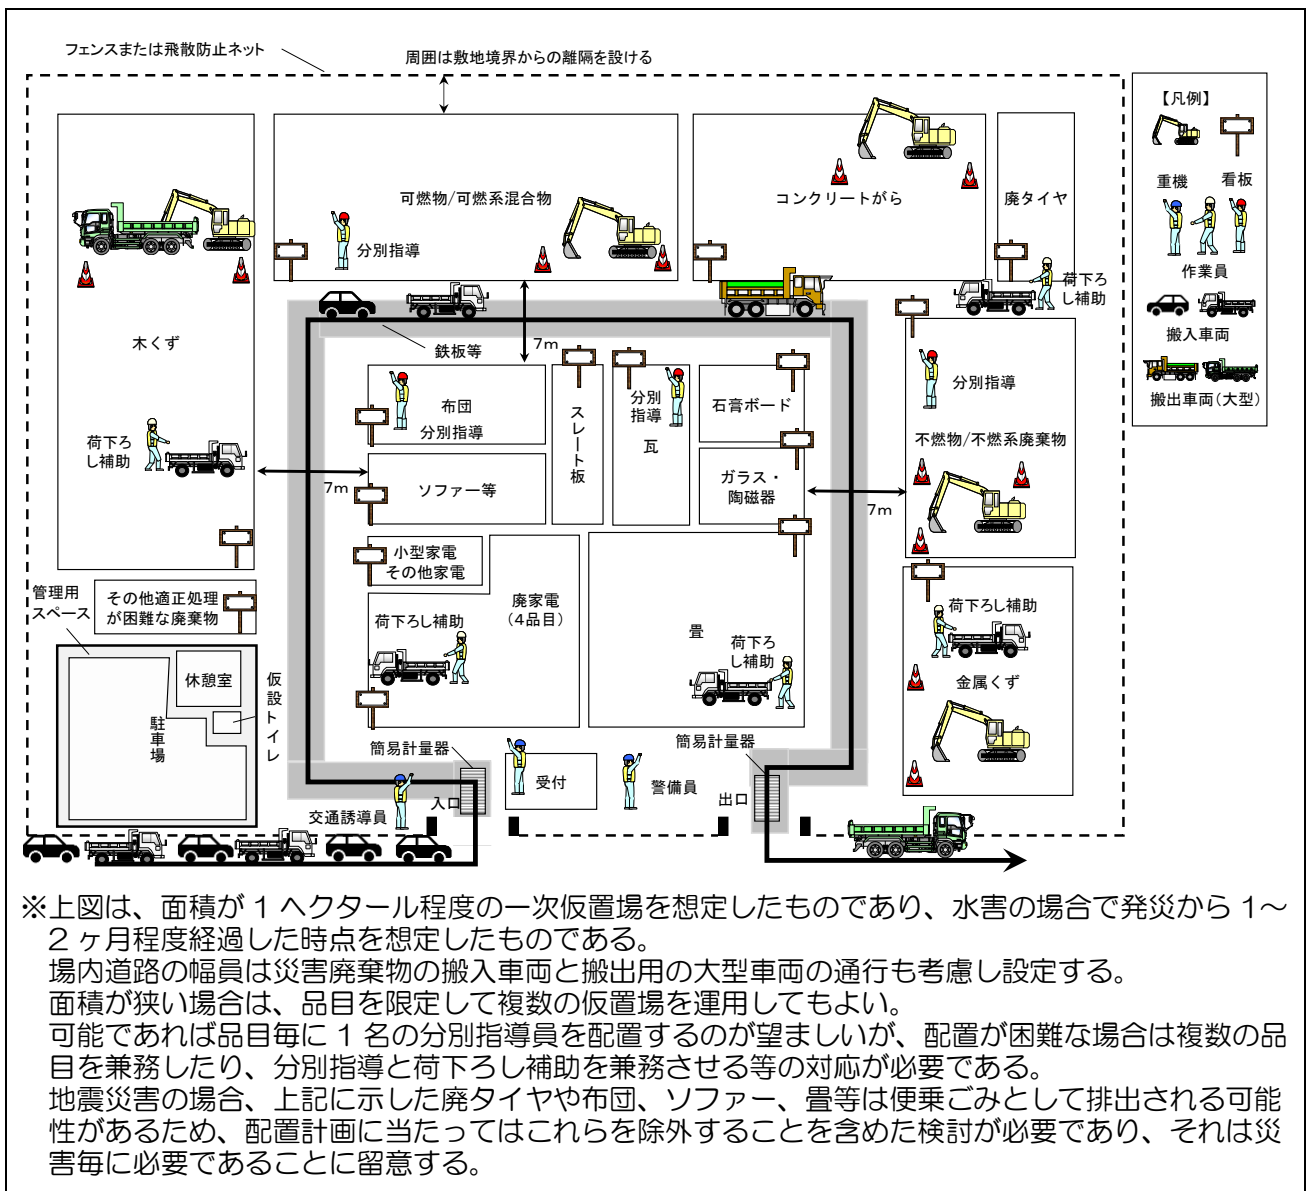 フェンスまたは飛散防止ネット
周囲は敷地境界からの離隔を設ける
【凡例】
重機
看板
作業員
搬入車両
搬出車両(大型)
可燃物/可燃系混合物
分別指導
コンクリートがら
廃タイヤ
荷下ろ
し補助
木くず
鉄板等
7m
布団
分別指導
スレート板
分別
指導
瓦
石膏ボード
分別指導
不燃物/不燃系廃棄物
荷下ろ
し補助
7m
ソファー等
ガラス・
陶磁器
7m
小型家電
その他家電
廃家電
(4品目)
荷下ろし補助
畳
荷下ろ
し補助
荷下ろし補助
金属くず
管理用
スペース
その他適正処理
が困難な廃棄物
休憩室
仮設トイレ
駐車場
簡易計量器
簡易計量器
交通誘導員
入口
受付
警備員
出口
※上図は、面積が1ヘクタール程度の一次仮置場を想定したものであり、水害の場合で発災から1~
2ヶ月程度経過した時点を想定したものである。
場内道路の幅員は災害廃棄物の搬入車両と搬出用の大型車両の通行も考慮し設定する。
面積が狭い場合は、品目を限定して複数の仮置場を運用してもよい。
可能であれば品目毎に1名の分別指導員を配置するのが望ましいが、配置が困難な場合は複数の品
目を兼務したり、分別指導と荷下ろし補助を兼務させる等の対応が必要である。
地震災害の場合、上記に示した廃タイヤや布団、ソファー、畳等は便乗ごみとして排出される可能
性があるため、配置計画に当たってはこれらを除外することを含めた検討が必要であり、それは災
害毎に必要であることに留意する。